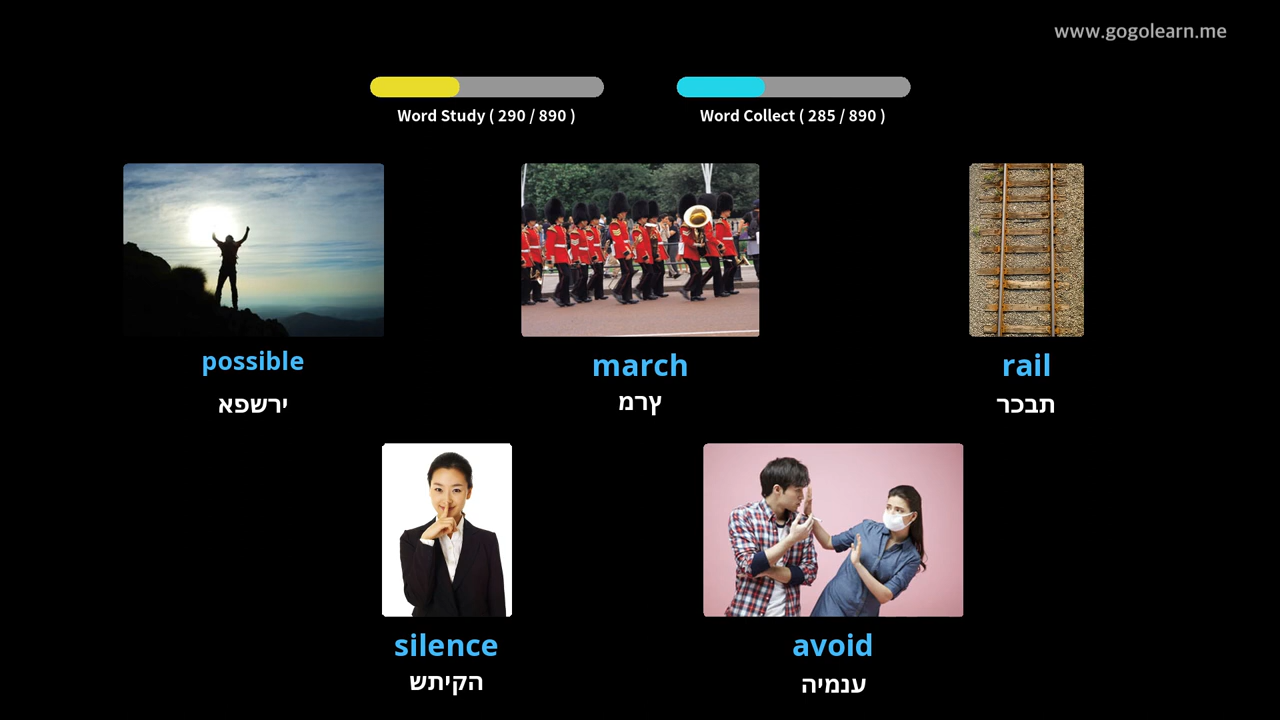 www.gogolearn.me
Word Study ( 290 / 890 )
Word Collect ( 285 / 890 )
possible
ירשפא
march
ץרמ
rail
תבכר
silence
הקיתש
avoid
ענמיה